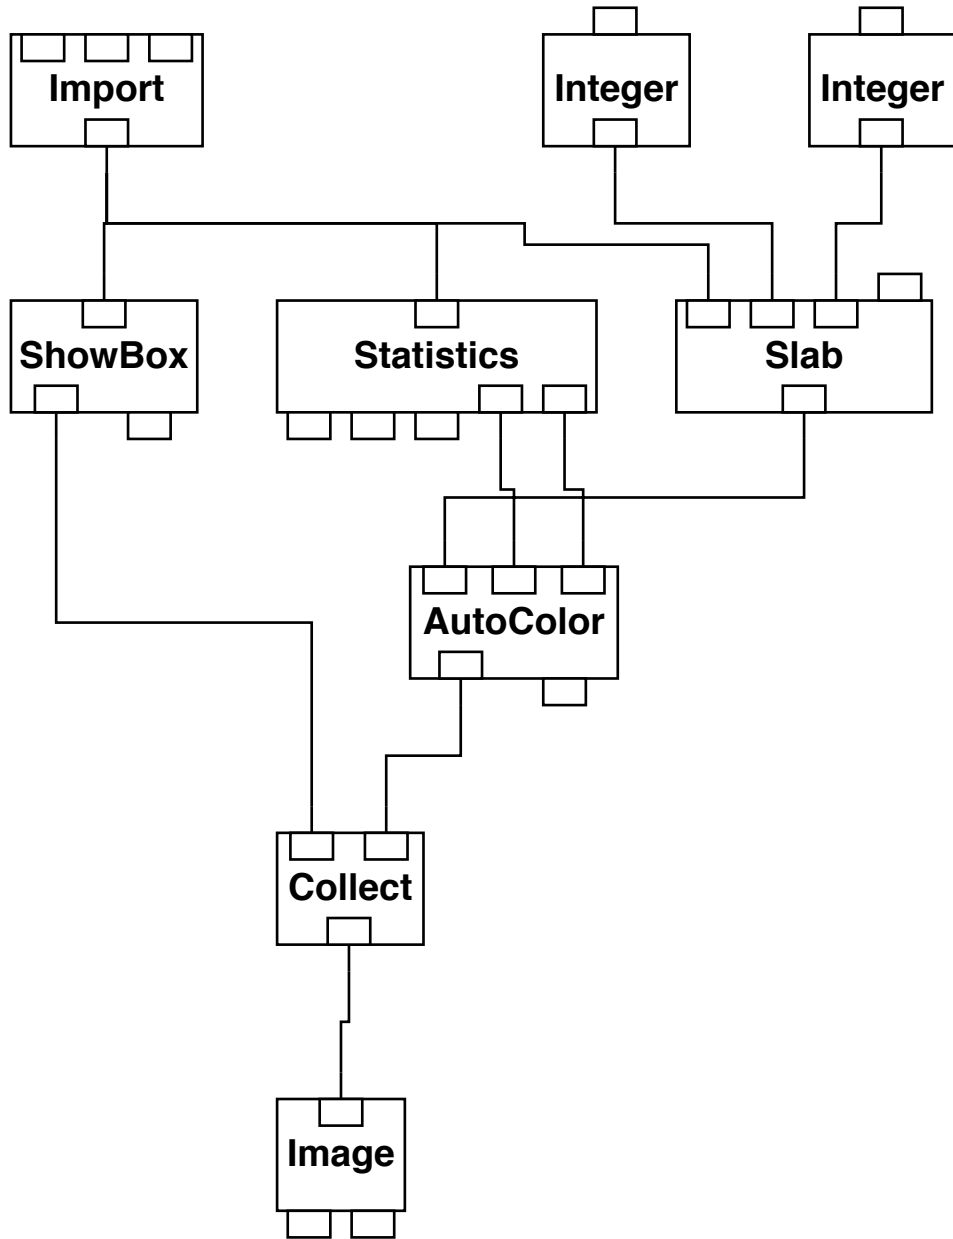 Import
Integer
Integer
ShowBox
Statistics
Slab
AutoColor
Collect
Image